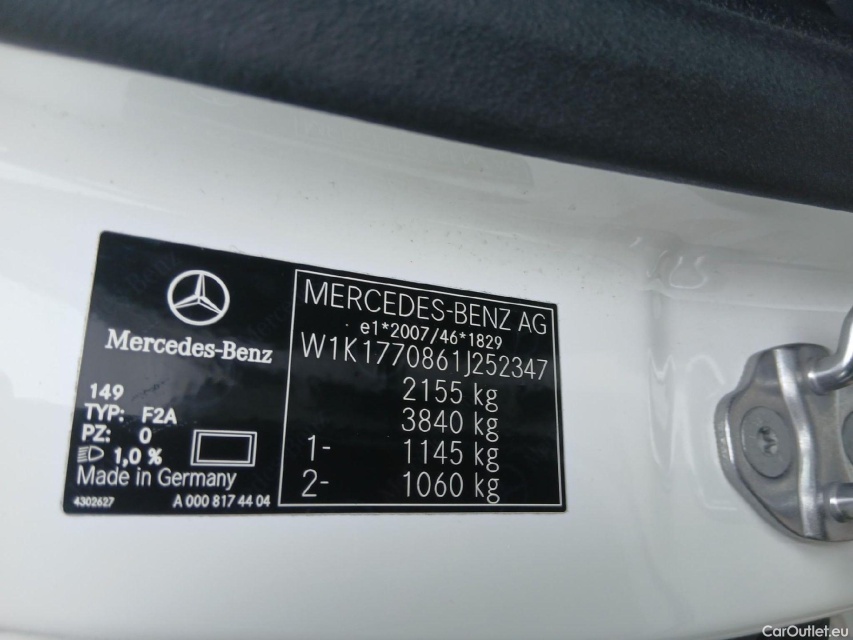 Mercedes-Benz
149
TYP: F2A
PZ: 0
1,0 %
Made in Germany
4302627 A 000 817 44 04
MERCEDES-BENZ AG
e1*2007/46*1829
W1K1770861J252347
2155 kg
3840 kg
1- 1145 kg
2- 1060 kg
CarOutlet.eu